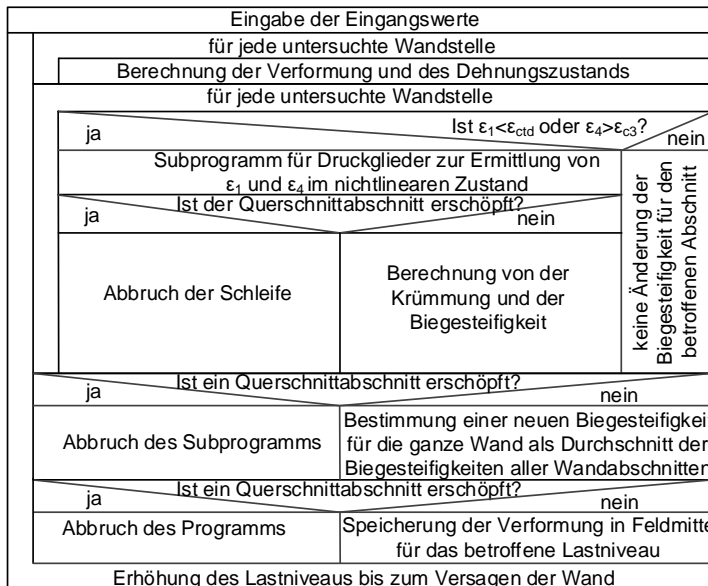 Eingabe der Eingangswerte
für jede untersuchte Wandstelle
Berechnung der Verformung und des Dehnungszustands
für jede untersuchte Wandstelle
Ist ε₁<ε_ctd oder ε₄>ε_c3?
ja
nein
Subprogramm für Druckglieder zur Ermittlung von
ε₁ und ε₄ im nichtlinearen Zustand
Ist der Querschnittabschnitt erschöpft?
ja
nein
Abbruch der Schleife
Berechnung von der
Krümmung und der
Biegesteifigkeit
keine Änderung der
Biegesteifigkeit für den
betroffenen Abschnitt
Ist ein Querschnittabschnitt erschöpft?
ja
nein
Abbruch des Subprogramms
Bestimmung einer neuen Biegesteifigkei
für die ganze Wand als Durchschnitt der
Biegesteifigkeiten aller Wandabschnitten
Ist ein Querschnittabschnitt erschöpft?
ja
nein
Abbruch des Programms
Speicherung der Verformung in Feldmitte
für das betroffene Lastniveau
Erhöhung des Lastniveaus bis zum Versagen der Wand